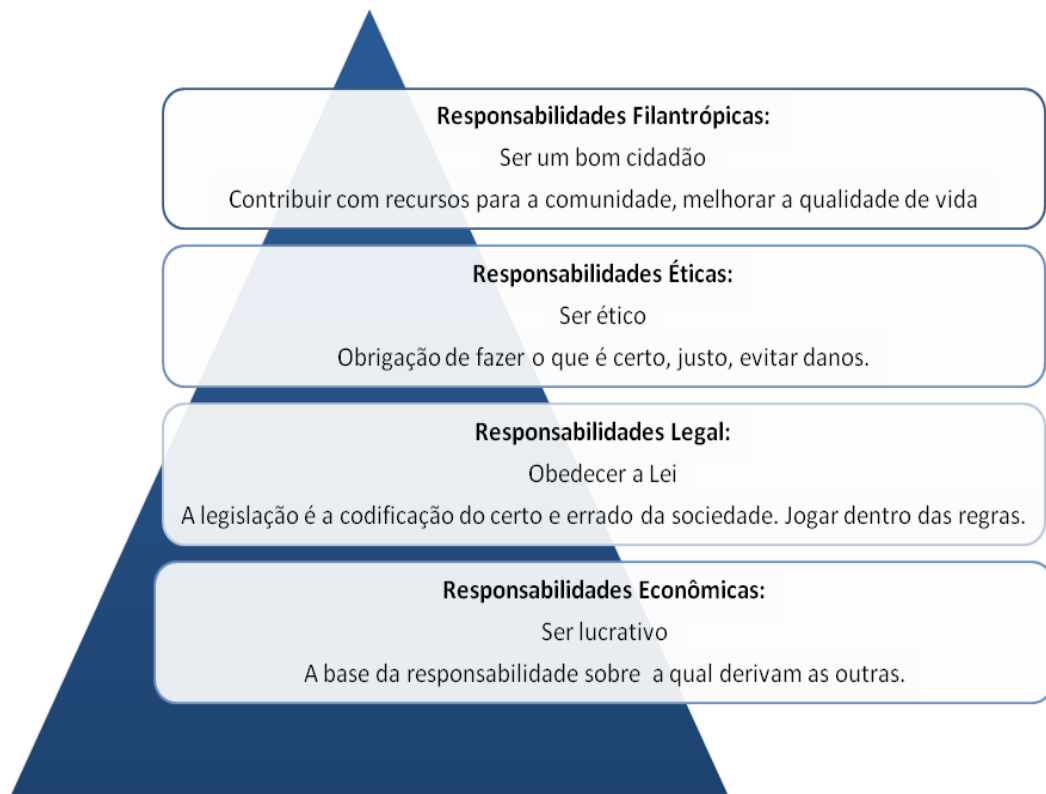 Responsabilidades Filantrópicas:
Ser um bom cidadão
Contribuir com recursos para a comunidade, melhorar a qualidade de vida
Responsabilidades Éticas:
Ser ético
Obrigação de fazer o que é certo, justo, evitar danos.
Responsabilidades Legal:
Obedecer a Lei
A legislação é a codificação do certo e errado da sociedade. Jogar dentro das regras.
Responsabilidades Econômicas:
Ser lucrativo
A base da responsabilidade sobre a qual derivam as outras.